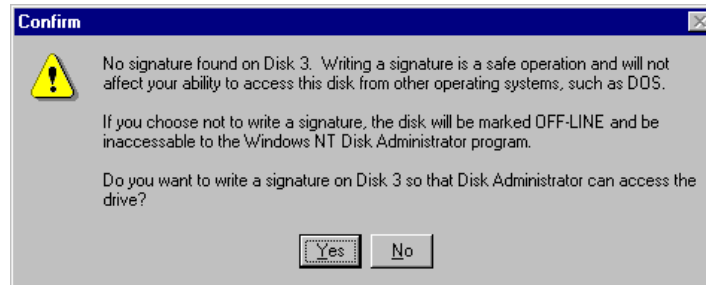 Confirm
No signature found on Disk 3. Writing a signature is a safe operation and will not
affect your ability to access this disk from other operating systems, such as DOS.
If you choose not to write a signature, the disk will be marked OFF-LINE and be
inaccessable to the Windows NT Disk Administrator program.
Do you want to write a signature on Disk 3 so that Disk Administrator can access the
drive?
Yes No